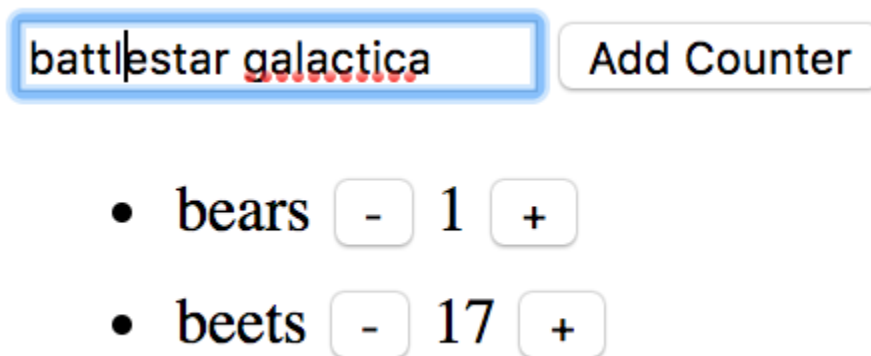 battlestar galactica Add Counter
• bears - 1 +
• beets - 17 +